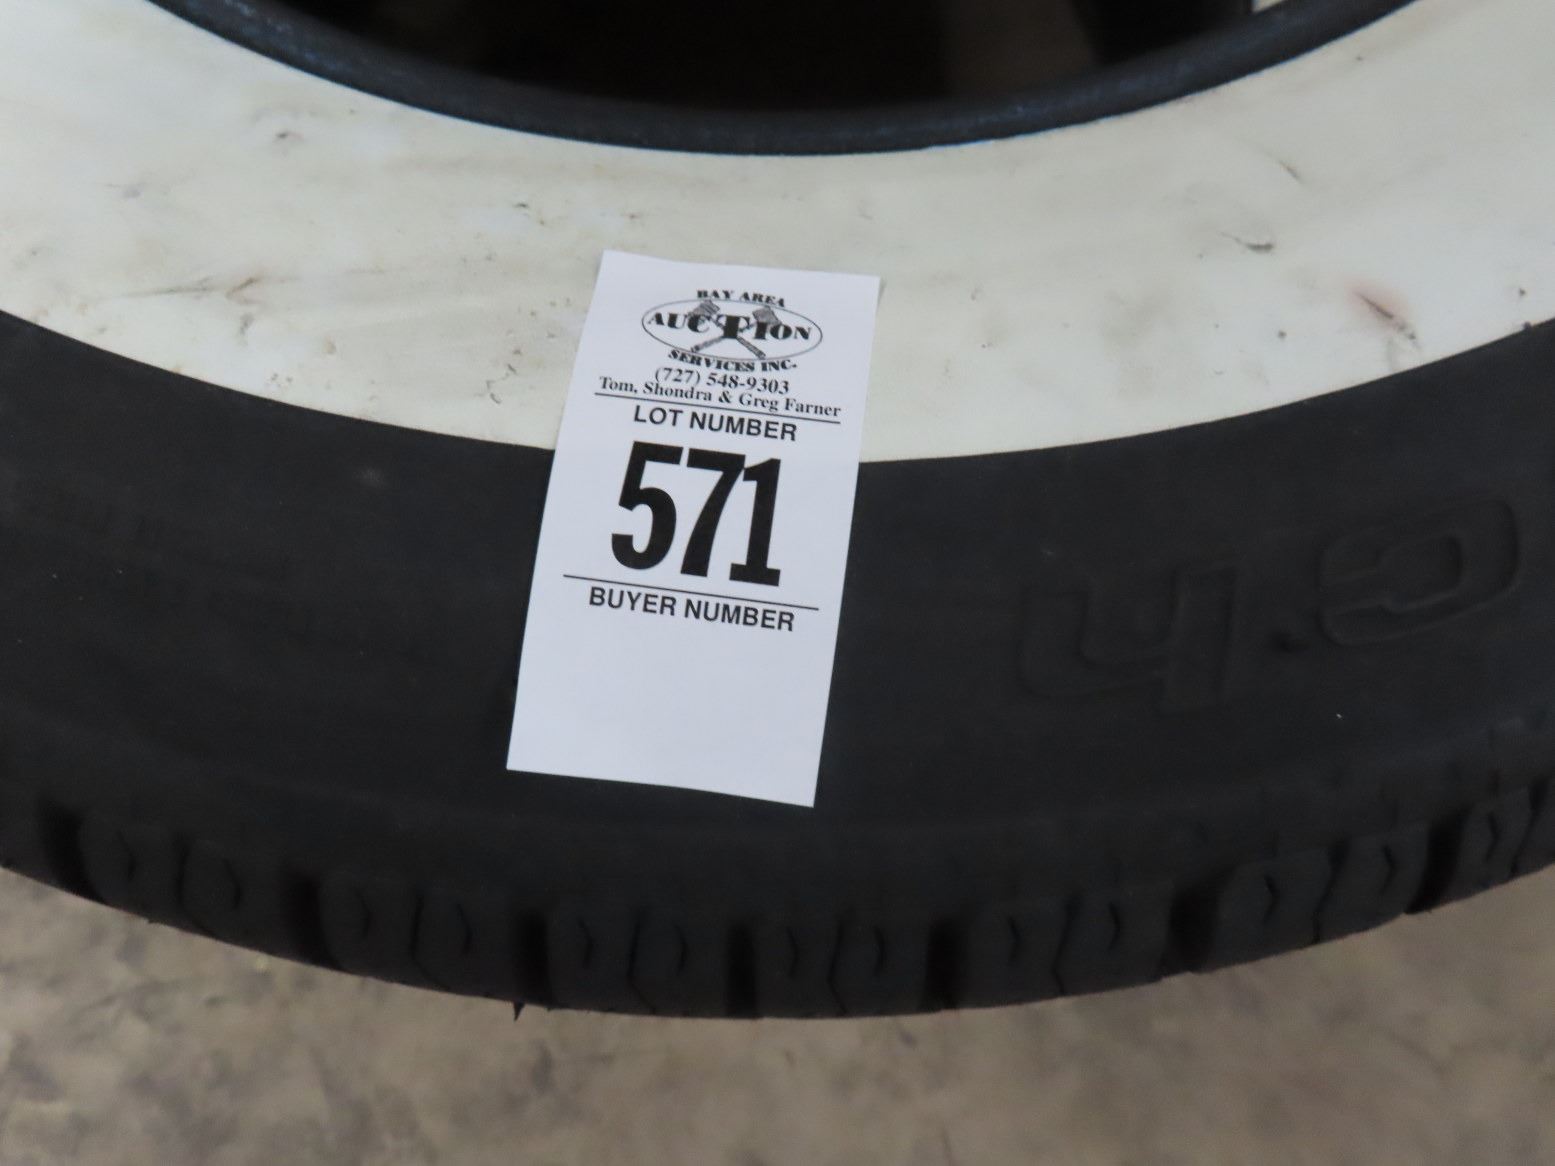 BAY AREA
AUCTION
SERVICES INC.
(727) 548-9303
Tom, Shondra & Greg Farner
LOT NUMBER
571
BUYER NUMBER